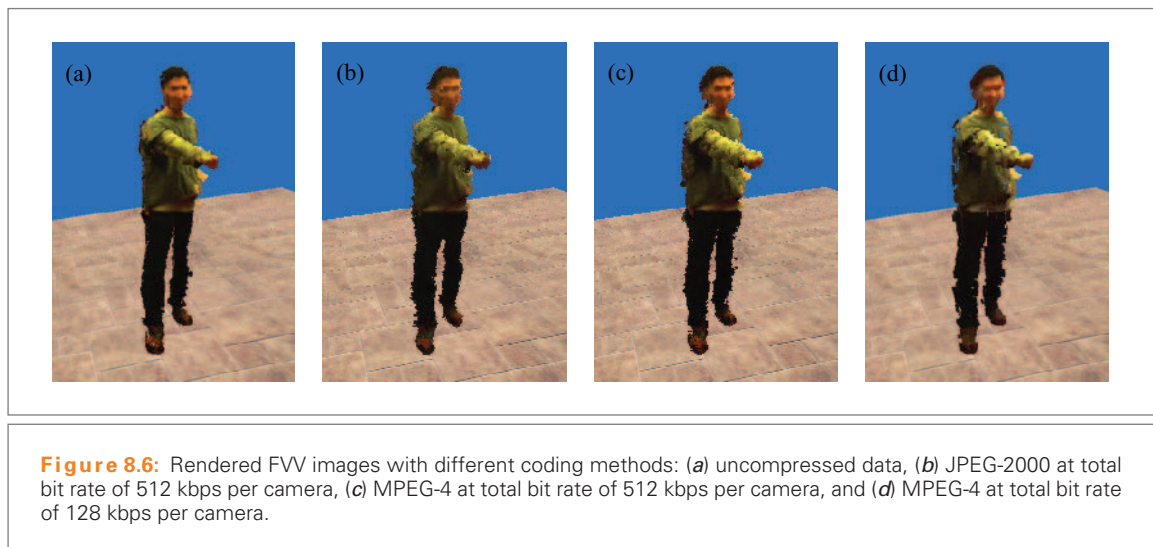 (a) (b) (c) (d)
Figure 8.6: Rendered FVV images with different coding methods: (a) uncompressed data, (b) JPEG-2000 at total
bit rate of 512 kbps per camera, (c) MPEG-4 at total bit rate of 512 kbps per camera, and (d) MPEG-4 at total bit rate
of 128 kbps per camera.